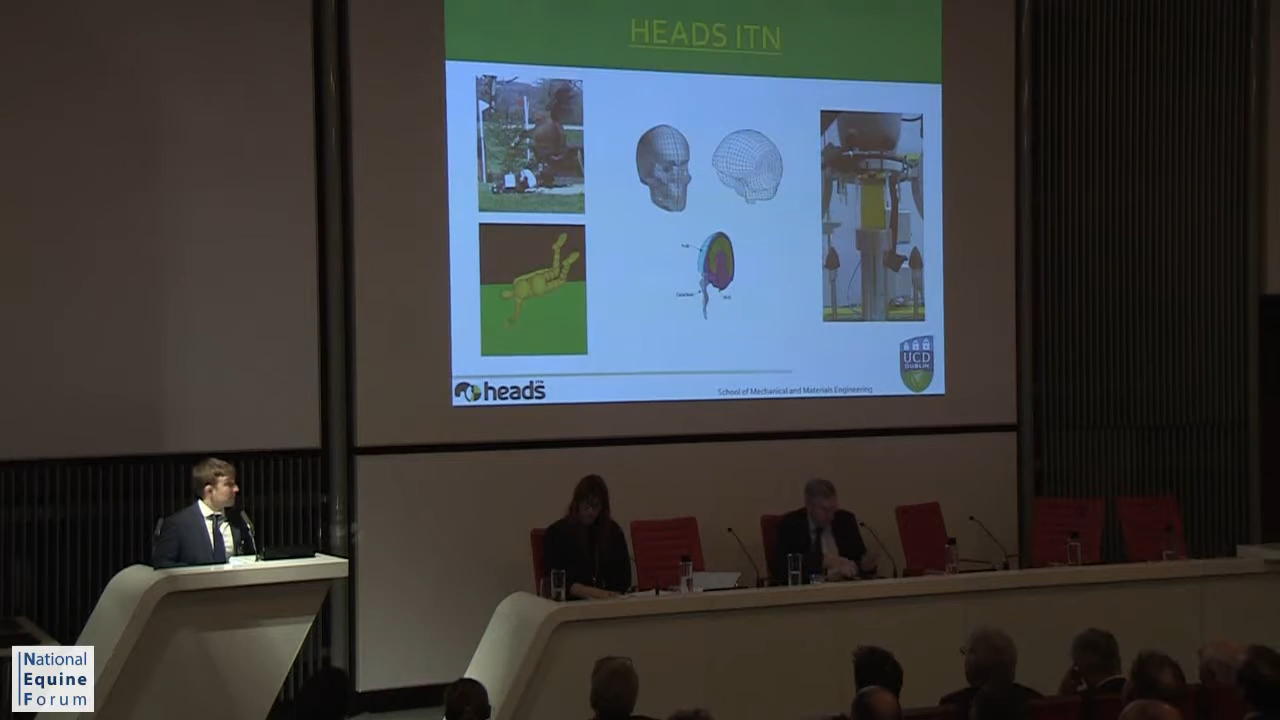 HEADS ITN
UCD
DUBLIN
heads
School of Mechanical and Materials Engineering
National
Equine
Forum